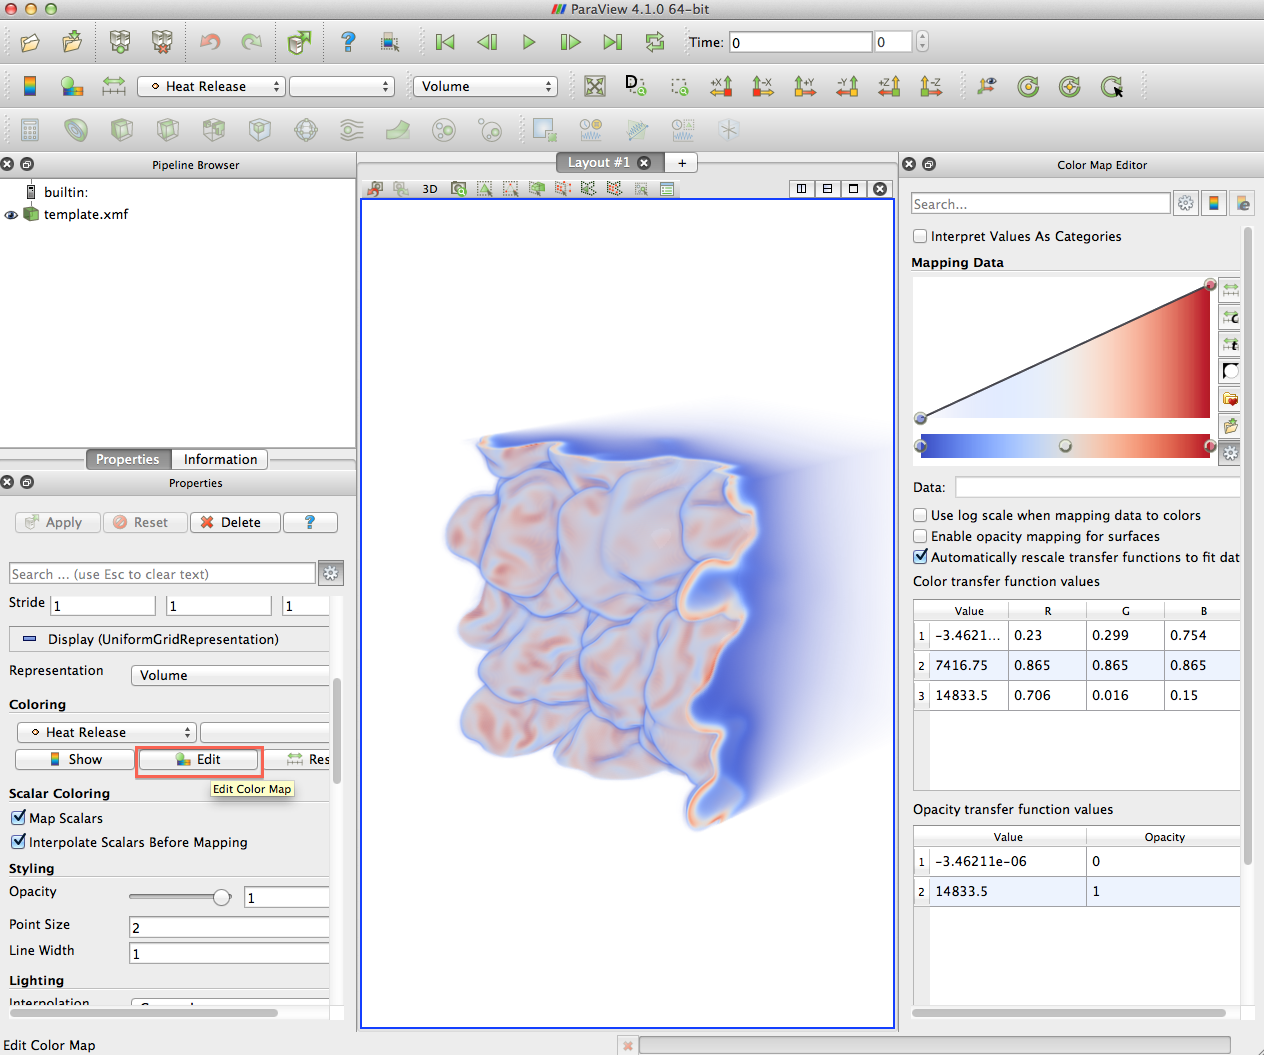 ParaView 4.1.0 64-bit
Time: 0
0
Heat Release
Volume
+X
-X
+Y
-Y
+Z
-Z
Pipeline Browser
builtin:
template.xmf
Properties
Information
Properties
Apply
Reset
Delete
?
Search ... (use Esc to clear text)
Stride
1
1
1
Display (UniformGridRepresentation)
Representation
Volume
Coloring
Heat Release
Show
Edit
Res
Edit Color Map
Scalar Coloring
Map Scalars
Interpolate Scalars Before Mapping
Styling
Opacity
1
Point Size
2
Line Width
1
Lighting
Interpolation
Edit Color Map
Layout #1
+
3D
Color Map Editor
Search...
Interpret Values As Categories
Mapping Data
Data:
Use log scale when mapping data to colors
Enable opacity mapping for surfaces
Automatically rescale transfer functions to fit dat
Color transfer function values
Value R G B
1 -3.4621... 0.23 0.299 0.754
2 7416.75 0.865 0.865 0.865
3 14833.5 0.706 0.016 0.15
Opacity transfer function values
Value Opacity
1 -3.46211e-06 0
2 14833.5 1